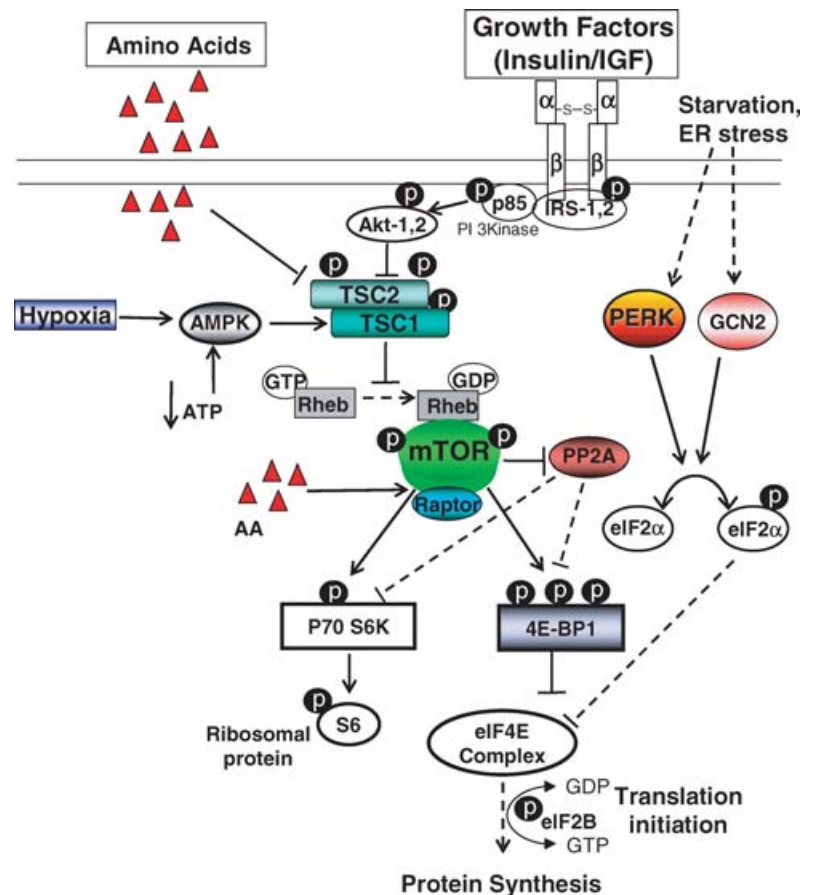 Amino Acids
Growth Factors
(Insulin/IGF)
α -S-S- α
Starvation,
ER stress
β β
p p p
Akt-1,2
p85
IRS-1,2
PI 3Kinase
p p
TSC2
p
Hypoxia
AMPK
TSC1
PERK
GCN2
GTP
GDP
Rheb
Rheb
ATP
p p
mTOR
PP2A
Raptor
AA
p
eIF2α
eIF2α
p
p p p
P70 S6K
4E-BP1
p
S6
Ribosomal
protein
eIF4E
Complex
GDP
p
eIF2B
GTP
Translation
initiation
Protein Synthesis